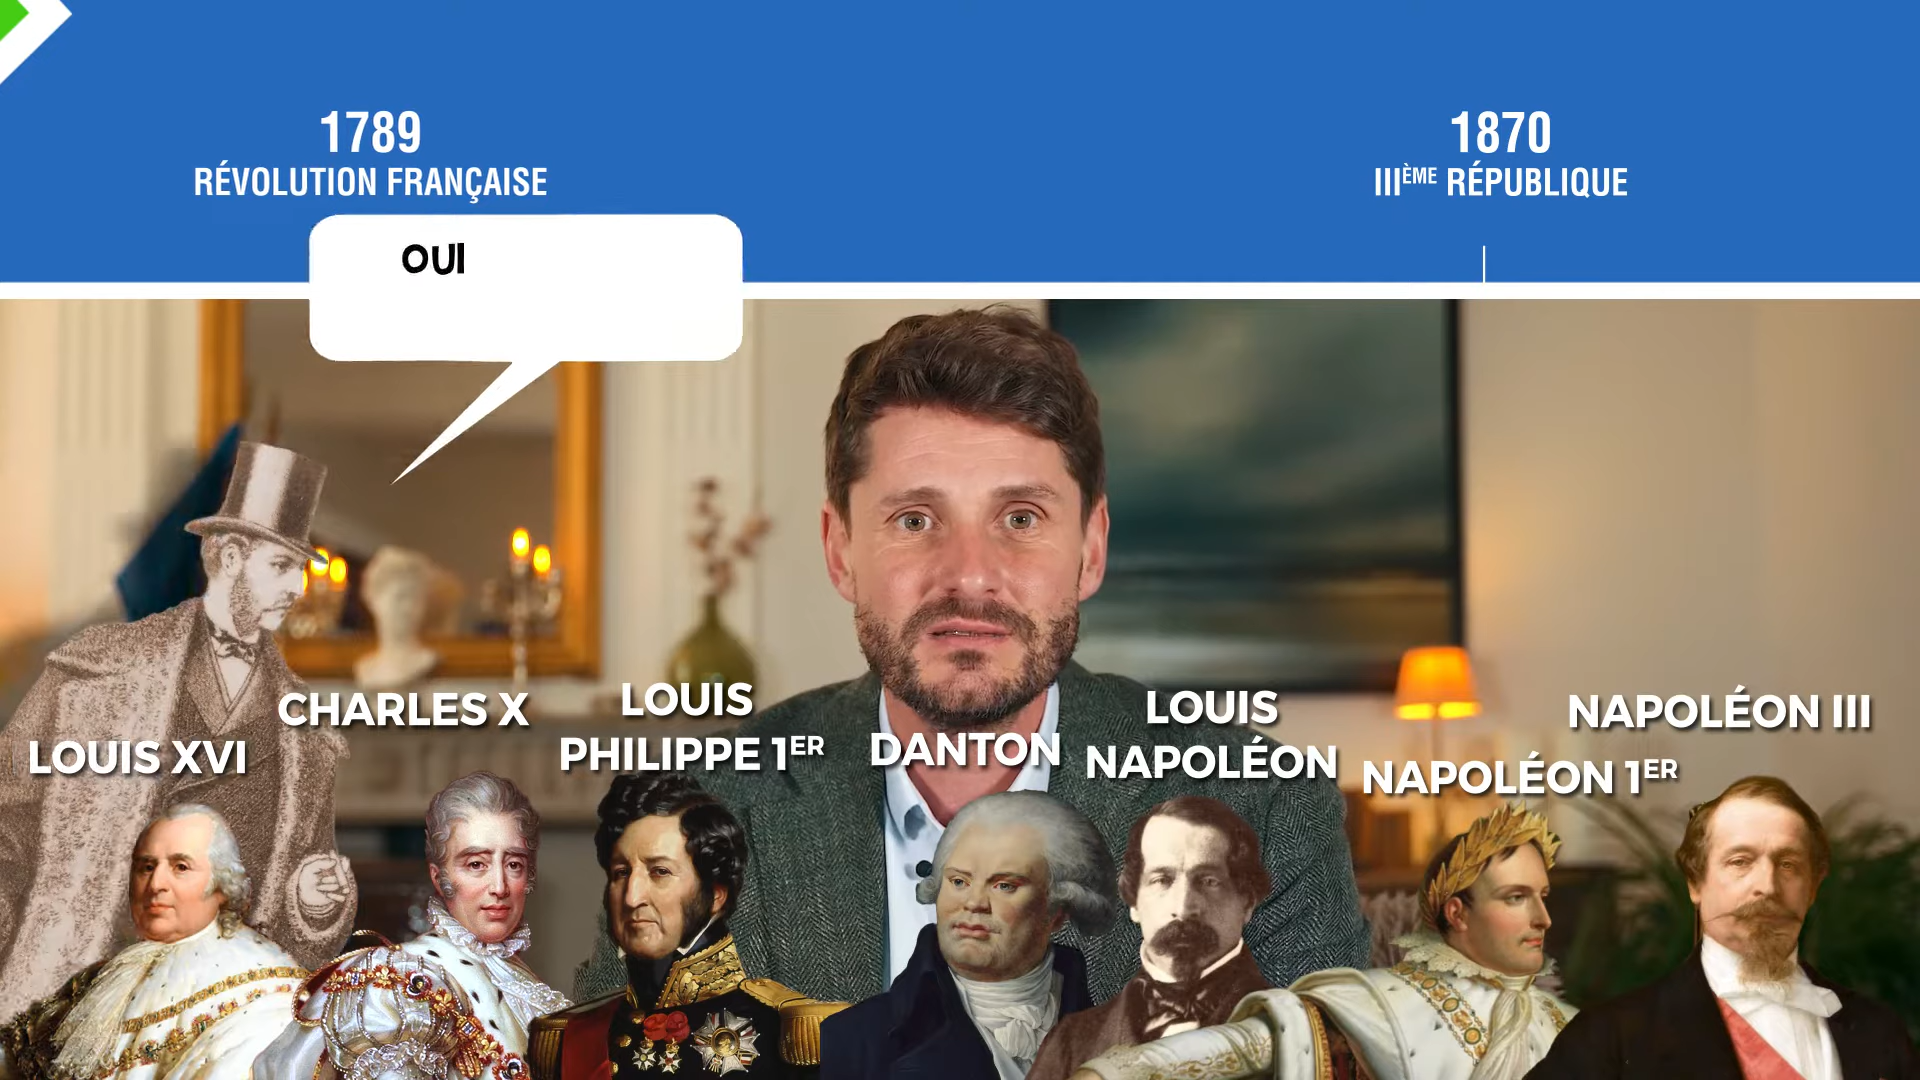 1789
RÉVOLUTION FRANÇAISE
1870
IIIÈME RÉPUBLIQUE
OUI
LOUIS XVI
CHARLES X
LOUIS
PHILIPPE 1ER
DANTON
LOUIS
NAPOLÉON
NAPOLÉON 1ER
NAPOLÉON III